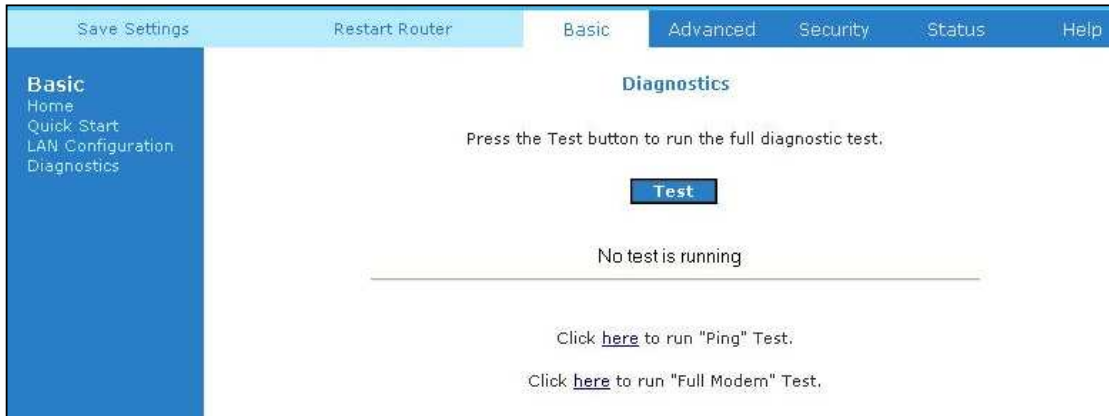 Save Settings Restart Router Basic Advanced Security Status Help
Basic
Home
Quick Start
LAN Configuration
Diagnostics
Diagnostics
Press the Test button to run the full diagnostic test.
Test
No test is running
Click here to run "Ping" Test.
Click here to run "Full Modem" Test.